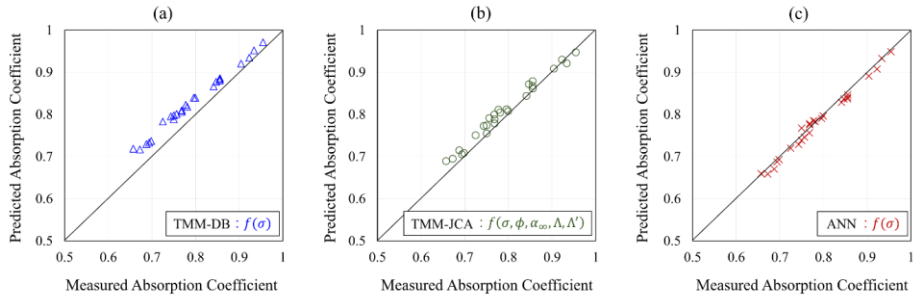 (a)
Predicted Absorption Coefficient
1
0.9
0.8
0.7
0.6
0.5
0.5 0.6 0.7 0.8 0.9 1
TMM-DB : f(σ)
Measured Absorption Coefficient
(b)
Predicted Absorption Coefficient
1
0.9
0.8
0.7
0.6
0.5
0.5 0.6 0.7 0.8 0.9 1
TMM-JCA : f(σ, ϕ, α∞, Λ, Λ′)
Measured Absorption Coefficient
(c)
Predicted Absorption Coefficient
1
0.9
0.8
0.7
0.6
0.5
0.5 0.6 0.7 0.8 0.9 1
ANN : f(σ)
Measured Absorption Coefficient